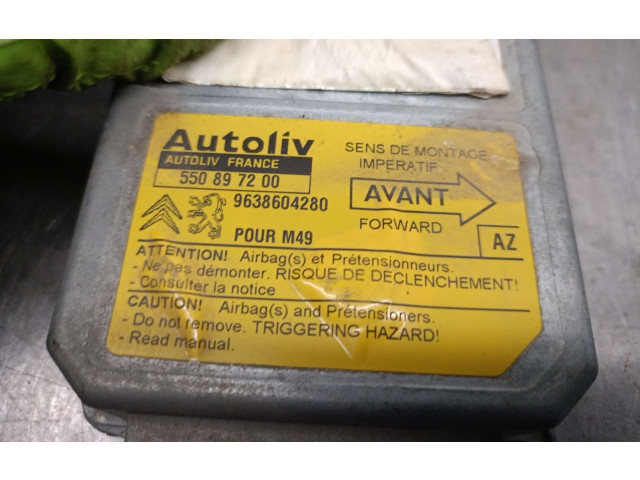 Autoliv
AUTOLIV FRANCE
550 89 72 00
9638604280
POUR M49
SENS DE MONTAGE
IMPERATIF
AVANT
FORWARD
AZ
ATTENTION! Airbag(s) et Prétensionneurs.
- Ne pas démonter. RISQUE DE DECLENCHEMENT!
- Consulter la notice
CAUTION! Airbag(s) and Prétensioners.
- Do not remove. TRIGGERING HAZARD!
- Read manual.